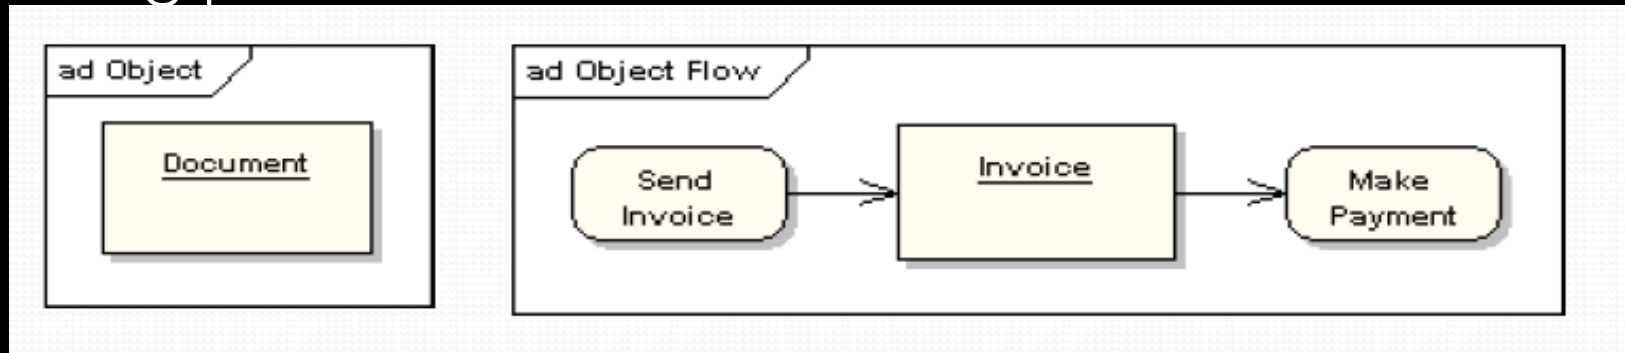 ad Object
Document
ad Object Flow
Send
Invoice
Invoice
Make
Payment